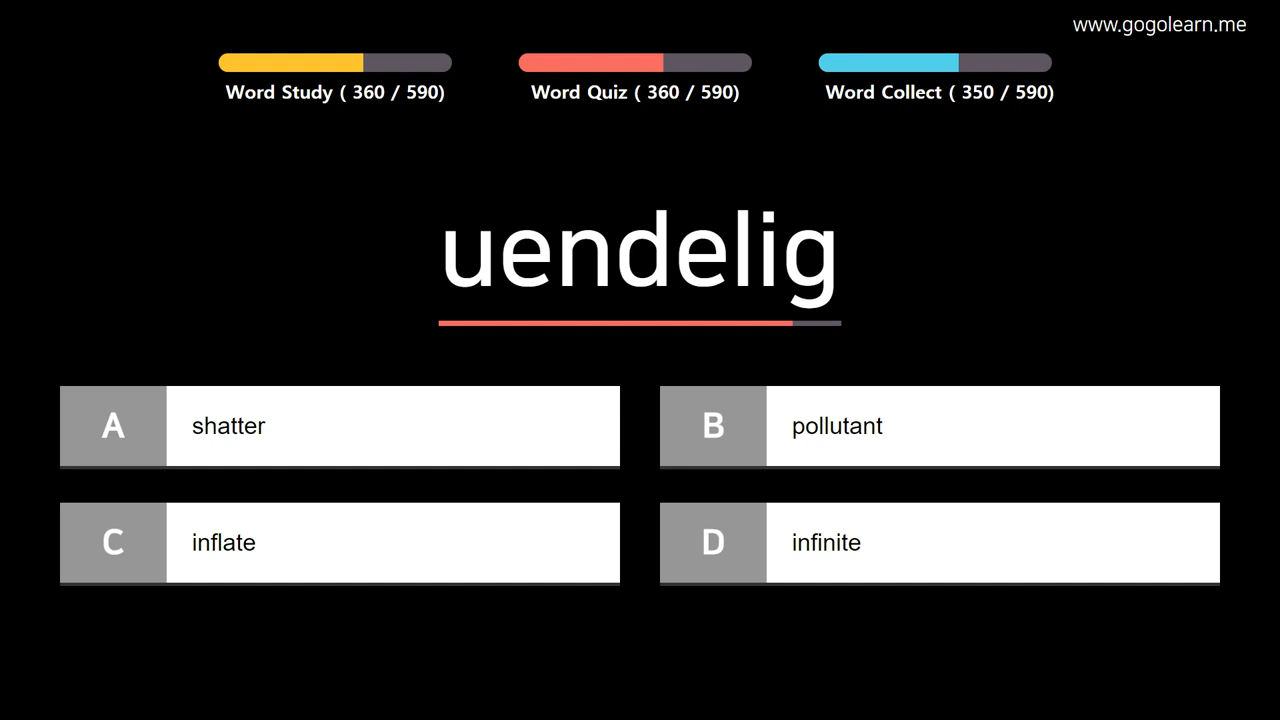 www.gogolearn.me
Word Study ( 360 / 590)
Word Quiz ( 360 / 590)
Word Collect ( 350 / 590)
uendelig
A shatter
B pollutant
C inflate
D infinite